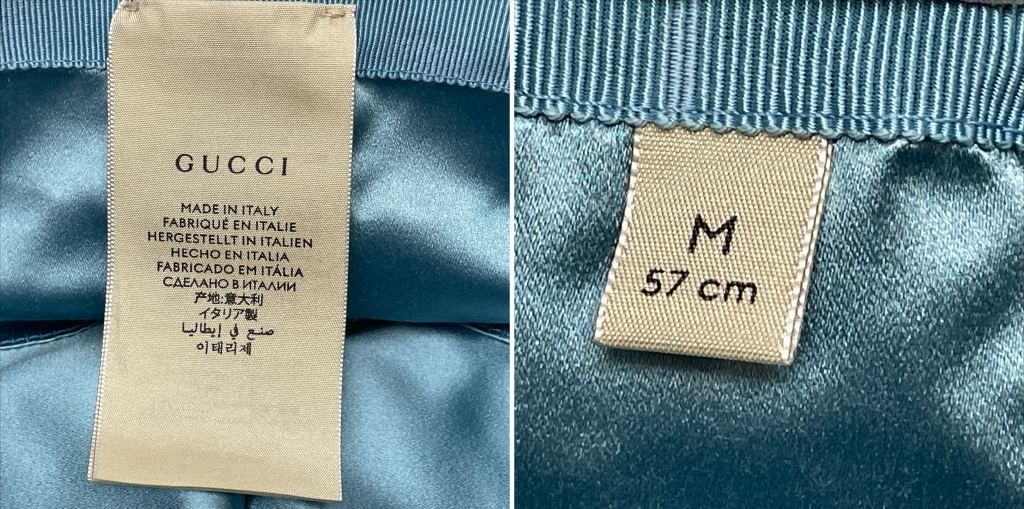 GUCCI
MADE IN ITALY
FABRIQUÉ EN ITALIE
HERGESTELLT IN ITALIEN
HECHO EN ITALIA
FABRICADO EM ITÁLIA
СДЕЛАНО В ИТАЛИИ
产地:意大利
イタリア製
صنع في إيطاليا
이태리제
M
57 cm